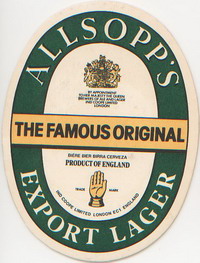 ALLSOPP'S
BY APPOINTMENT
TO HER MAJESTY THE QUEEN
BREWERS OF ALE AND LAGER
IND COOPE LIMITED
LONDON
THE FAMOUS ORIGINAL
BIÈRE BIER BIRRA CERVEZA
PRODUCT OF ENGLAND
TRADE MARK
IND COOPE LIMITED LONDON EC1 ENGLAND
EXPORT LAGER